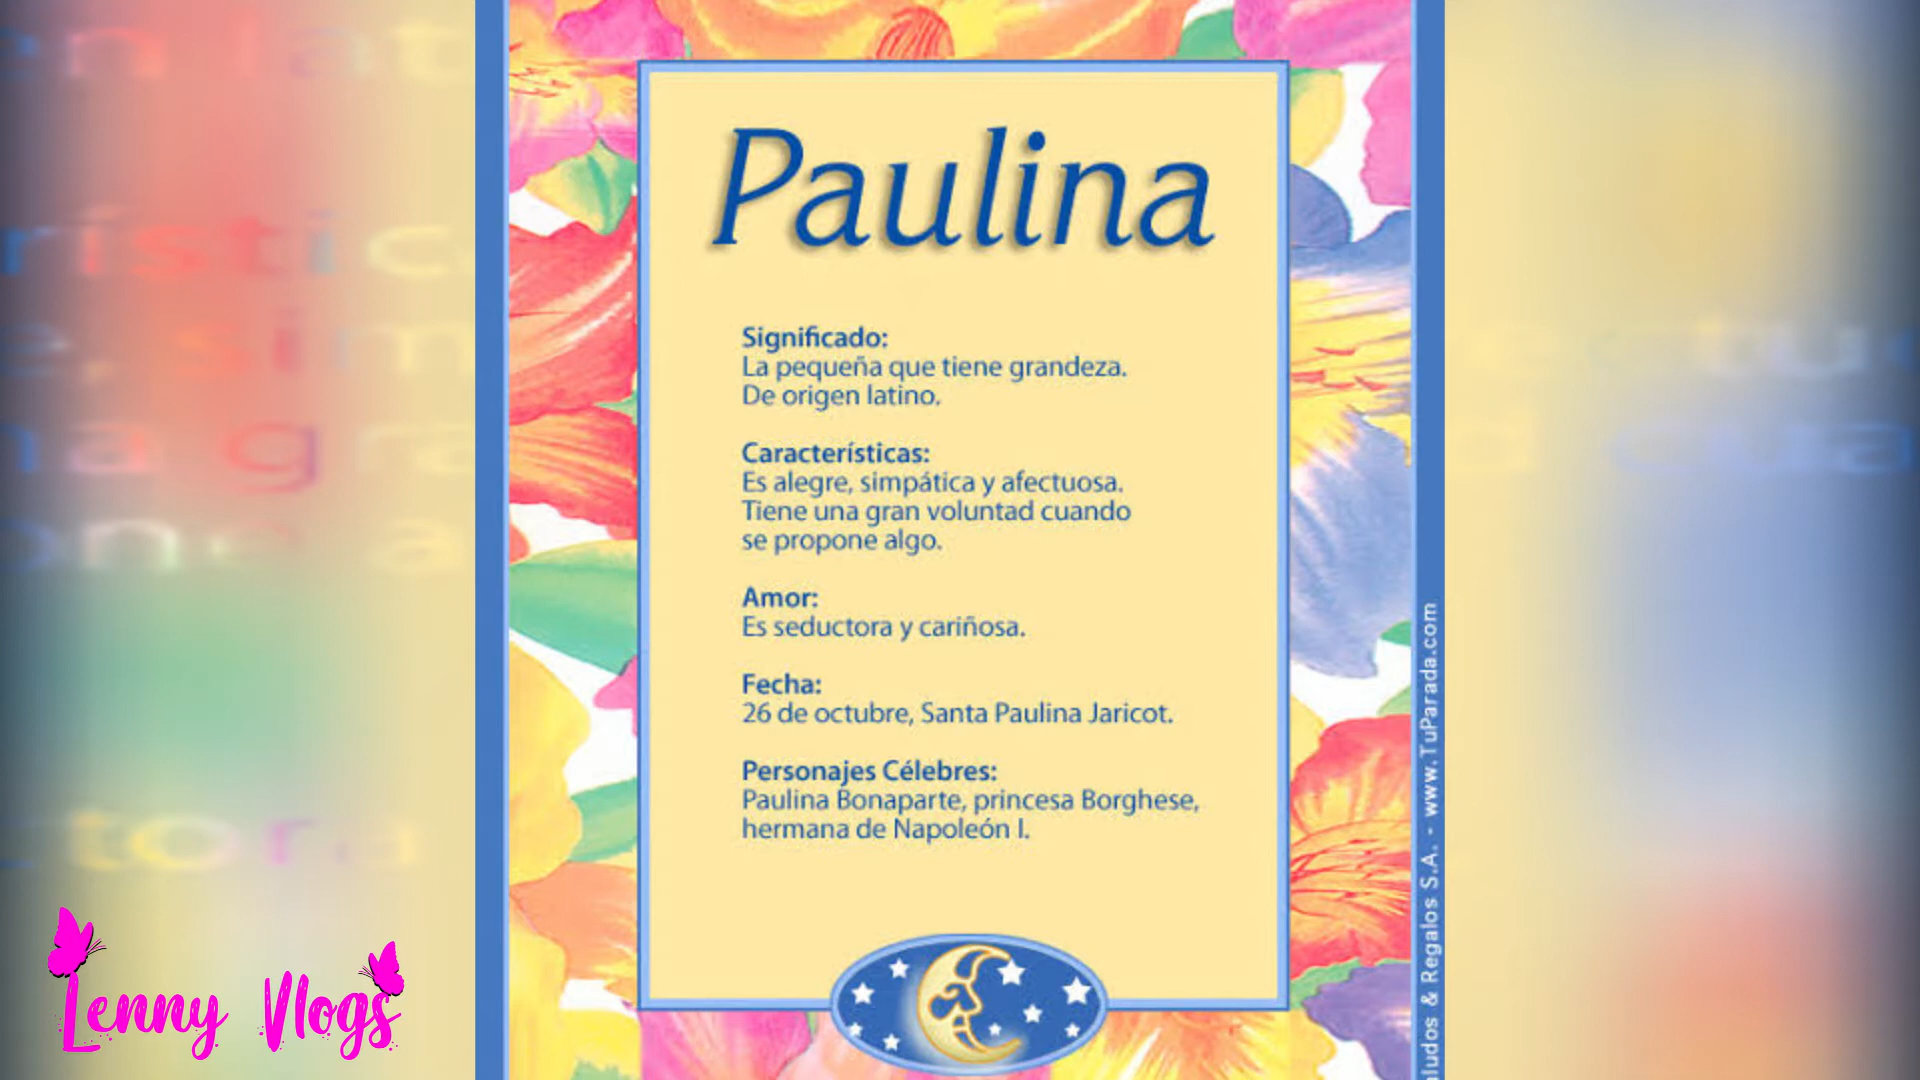 Paulina
Significado:
La pequeña que tiene grandeza.
De origen latino.
Características:
Es alegre, simpática y afectuosa.
Tiene una gran voluntad cuando
se propone algo.
Amor:
Es seductora y cariñosa.
Fecha:
26 de octubre, Santa Paulina Jaricot.
Personajes Célebres:
Paulina Bonaparte, princesa Borghese,
hermana de Napoleón I.
& Regalos S.A. - www.TuParada.com
Lenny Vlogs